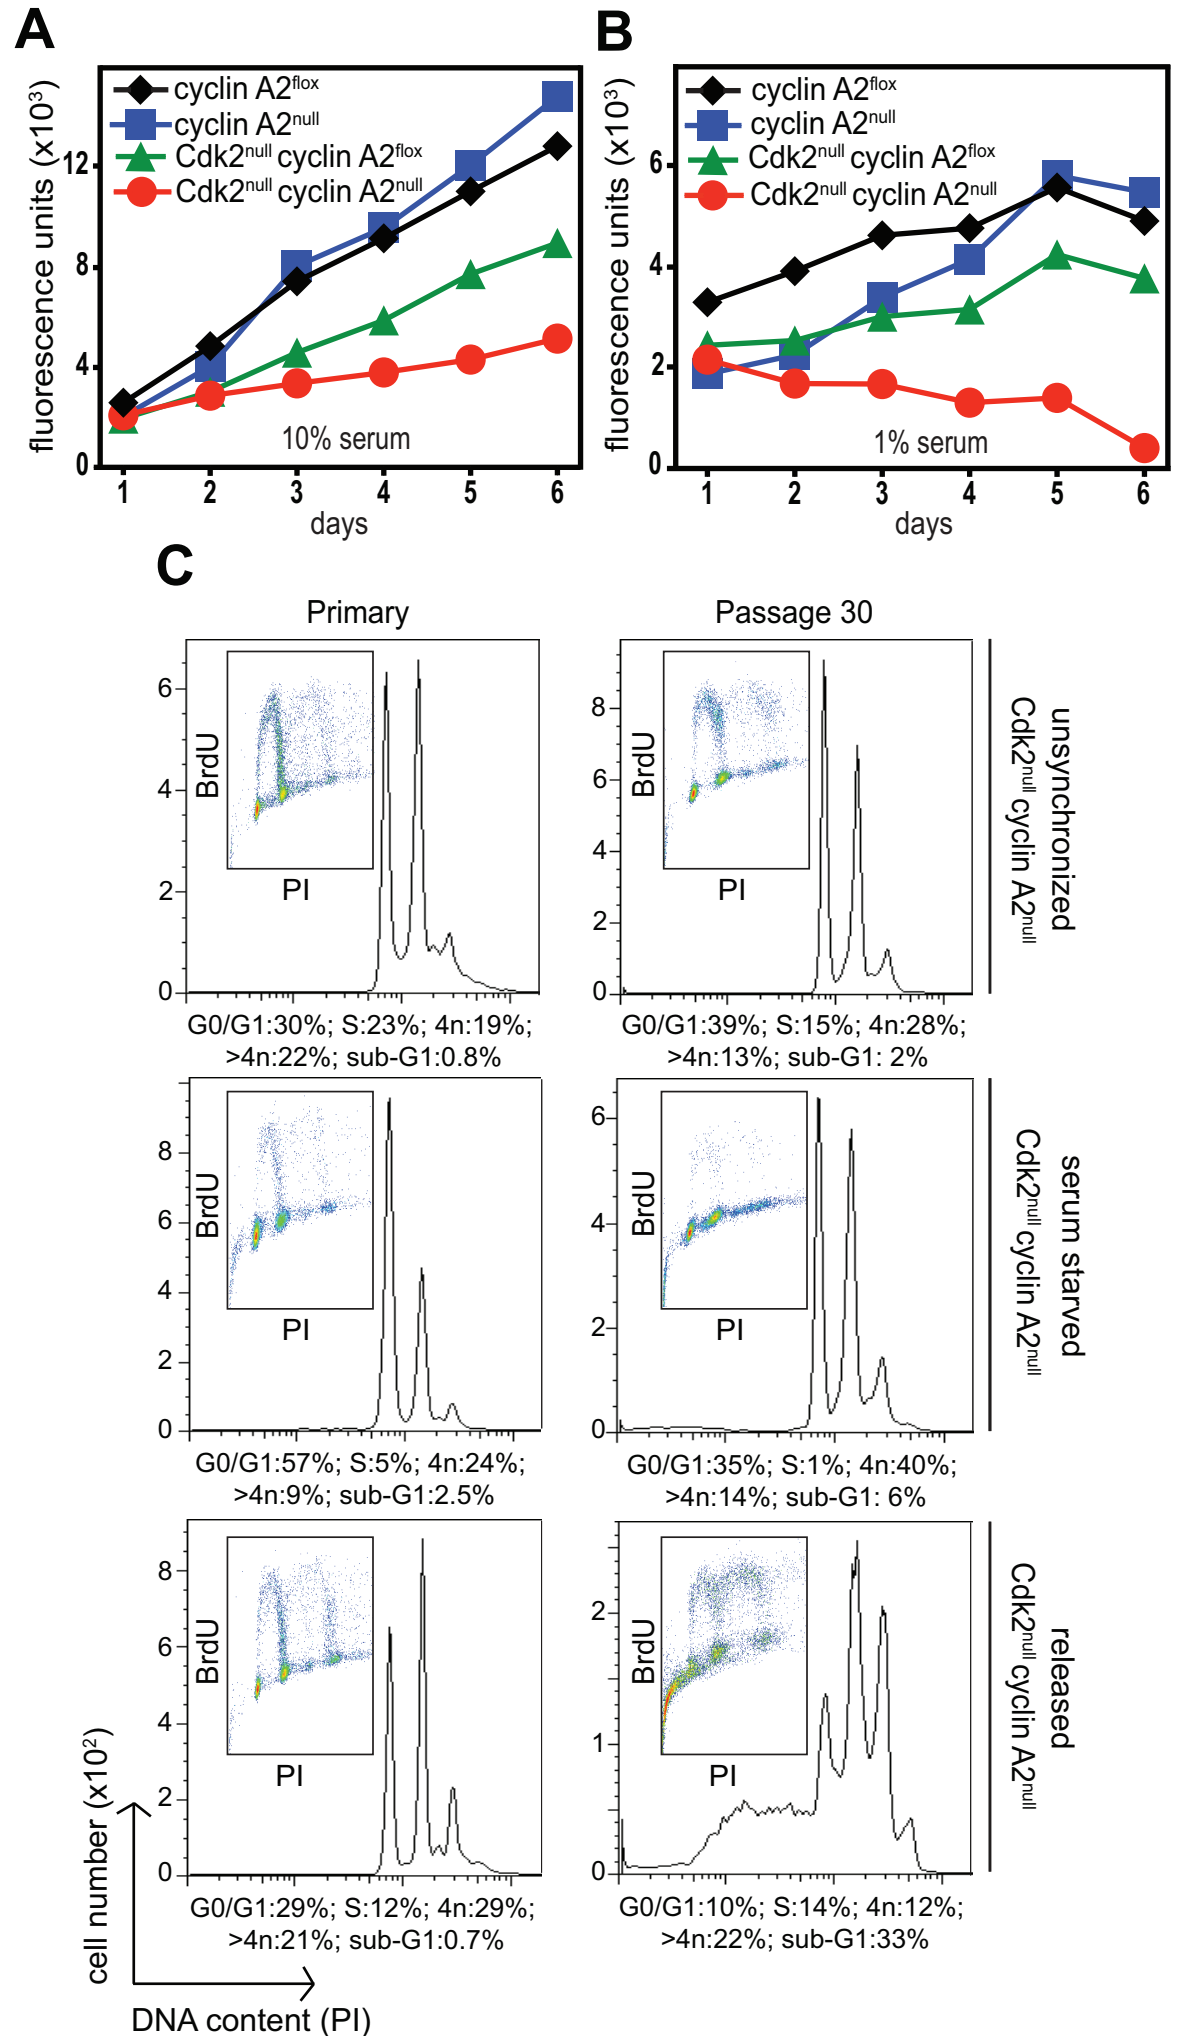 A
cyclin A2flox
cyclin A2null
Cdk2null cyclin A2flox
Cdk2null cyclin A2null
fluorescence units (x10³)
12
8
4
0
10% serum
1 2 3 4 5 6
days
B
cyclin A2flox
cyclin A2null
Cdk2null cyclin A2flox
Cdk2null cyclin A2null
fluorescence units (x10³)
6
4
2
0
1% serum
1 2 3 4 5 6
days
C
Primary
Passage 30
6
4
2
0
BrdU
PI
G0/G1:30%; S:23%; 4n:19%;
>4n:22%; sub-G1:0.8%
8
6
4
2
0
BrdU
PI
G0/G1:39%; S:15%; 4n:28%;
>4n:13%; sub-G1: 2%
unsynchronized
Cdk2null cyclin A2null
8
6
4
2
0
BrdU
PI
G0/G1:57%; S:5%; 4n:24%;
>4n:9%; sub-G1:2.5%
6
4
2
0
BrdU
PI
G0/G1:35%; S:1%; 4n:40%;
>4n:14%; sub-G1: 6%
serum starved
Cdk2null cyclin A2null
8
6
4
2
0
BrdU
PI
G0/G1:29%; S:12%; 4n:29%;
>4n:21%; sub-G1:0.7%
2
1
0
BrdU
PI
G0/G1:10%; S:14%; 4n:12%;
>4n:22%; sub-G1:33%
released
Cdk2null cyclin A2null
cell number (x10²)
DNA content (PI)